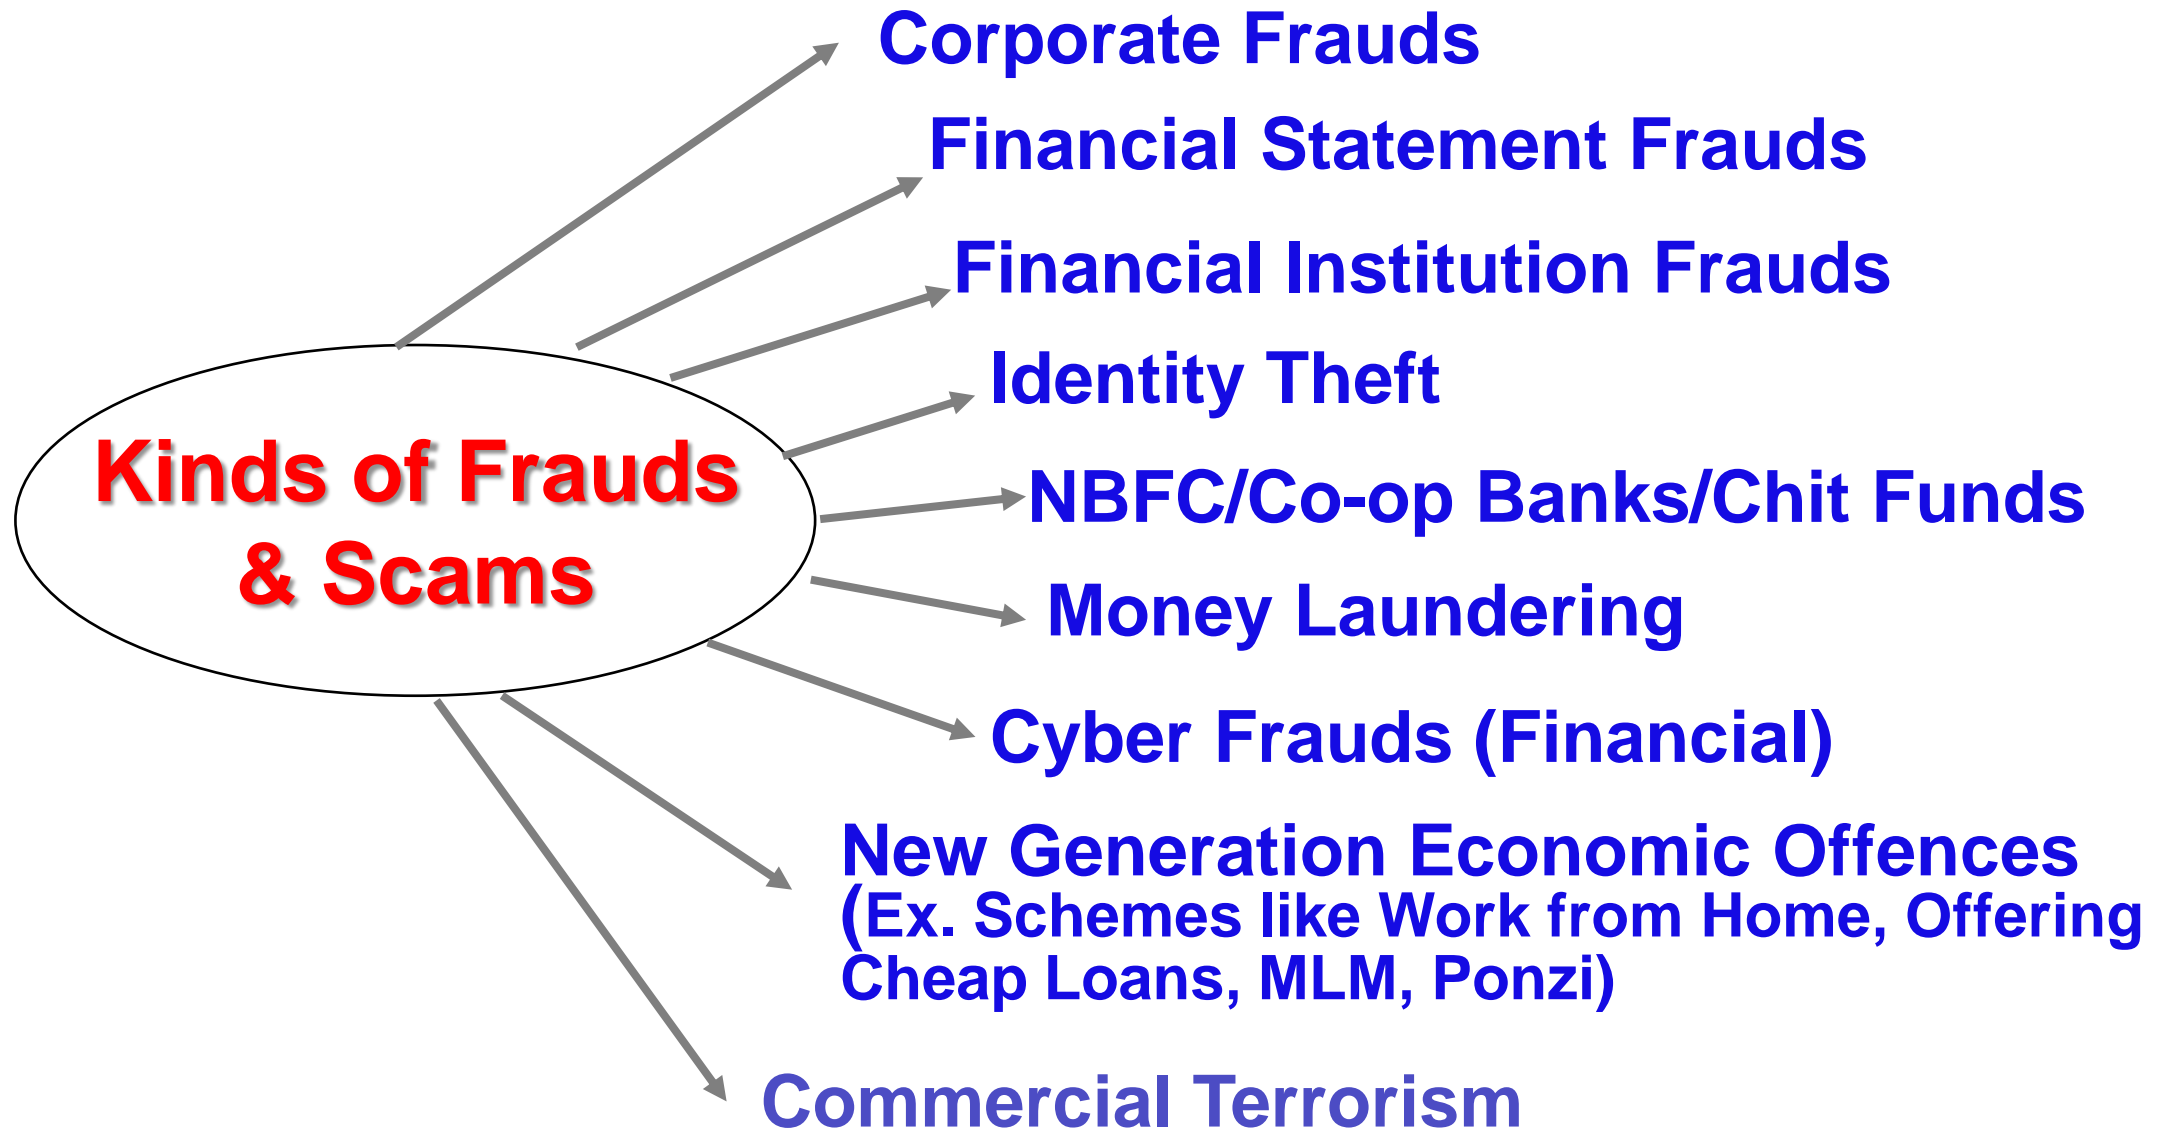 Corporate Frauds
Financial Statement Frauds
Financial Institution Frauds
Identity Theft
Kinds of Frauds
& Scams
NBFC/Co-op Banks/Chit Funds
Money Laundering
Cyber Frauds (Financial)
New Generation Economic Offences
(Ex. Schemes like Work from Home, Offering
Cheap Loans, MLM, Ponzi)
Commercial Terrorism